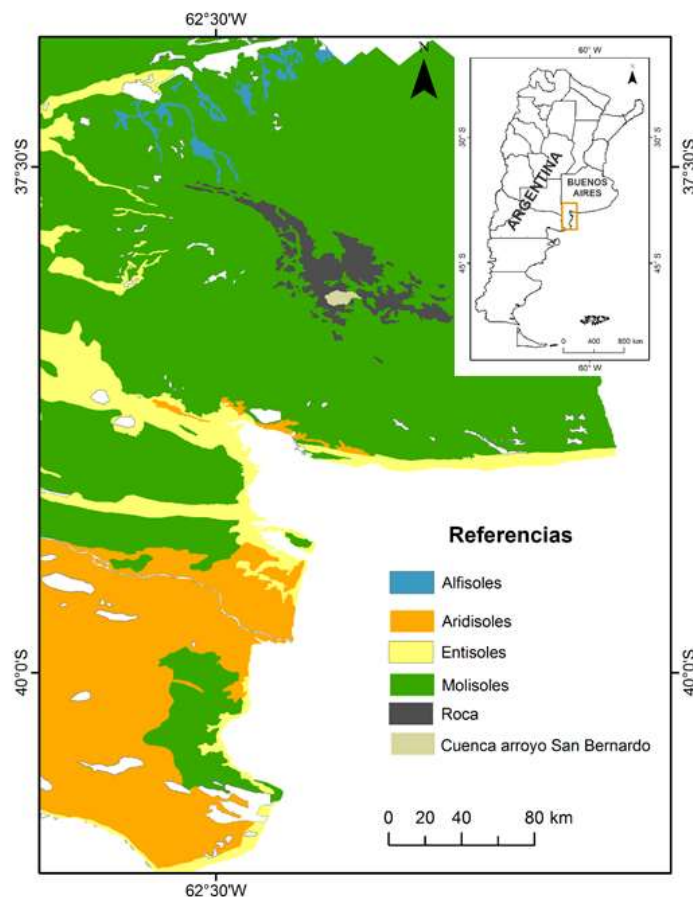 62°30'W
60° W
N
N
37°30'S
30° S
ARGENTINA
BUENOS
AIRES
37°30'S
45°S
0 400 800 km
60° W
Referencias
Alfisoles
Aridisoles
Entisoles
Molisoles
Roca
Cuenca arroyo San Bernardo
40°0'S
40°0'S
0 20 40 80 km
62°30'W